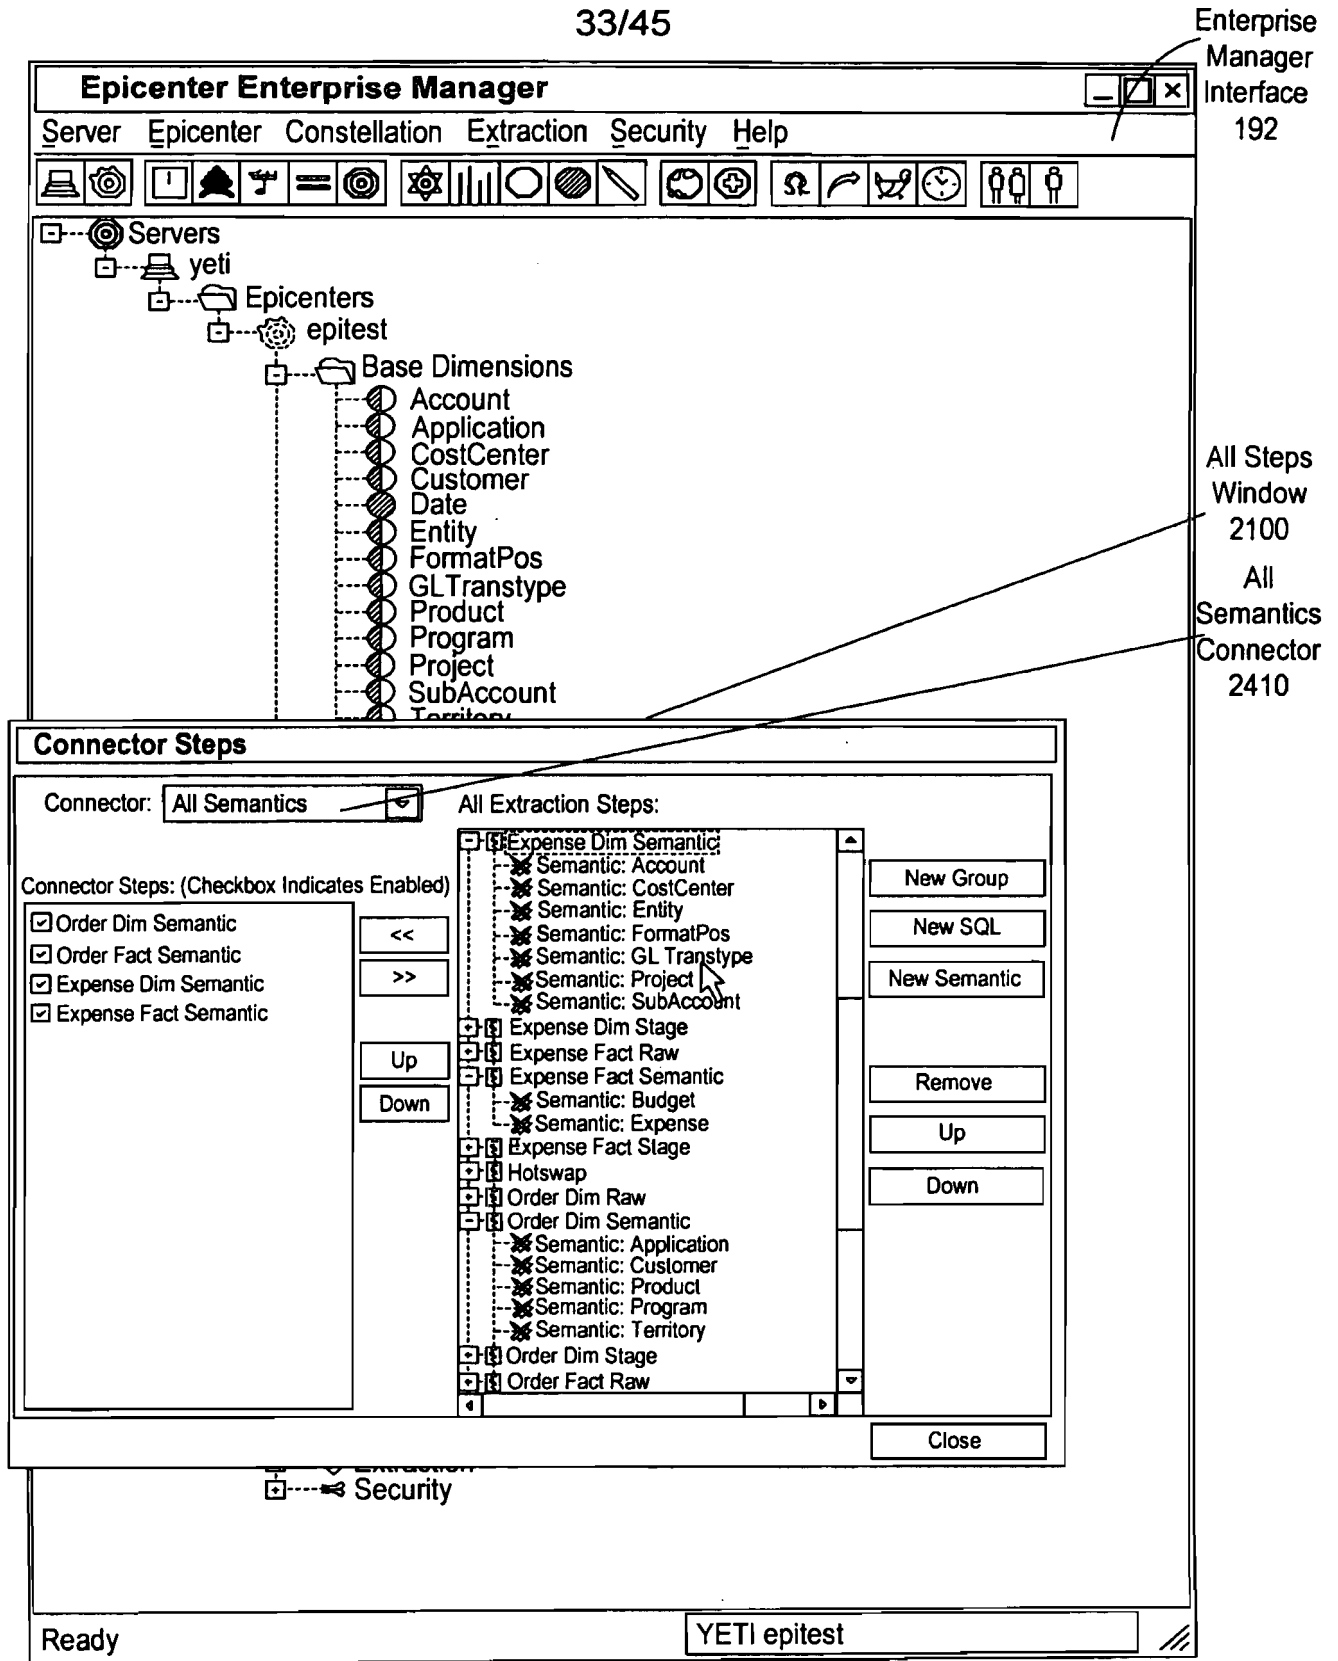 33/45
Enterprise
Manager
Interface
192
Epicenter Enterprise Manager
Server Epicenter Constellation Extraction Security Help
Servers
yeti
Epicenters
epitest
Base Dimensions
Account
Application
CostCenter
Customer
Date
Entity
FormatPos
GLTranstype
Product
Program
Project
SubAccount
Territory
All Steps
Window
2100
All
Semantics
Connector
2410
Connector Steps
Connector: All Semantics
All Extraction Steps:
Connector Steps: (Checkbox Indicates Enabled)
Order Dim Semantic
Order Fact Semantic
Expense Dim Semantic
Expense Fact Semantic
<<
>>
Up
Down
Expense Dim Semantic
Semantic: Account
Semantic: CostCenter
Semantic: Entity
Semantic: FormatPos
Semantic: GL Transtype
Semantic: Project
Semantic: SubAccount
Expense Dim Stage
Expense Fact Raw
Expense Fact Semantic
Semantic: Budget
Semantic: Expense
Expense Fact Stage
Hotswap
Order Dim Raw
Order Dim Semantic
Semantic: Application
Semantic: Customer
Semantic: Product
Semantic: Program
Semantic: Territory
Order Dim Stage
Order Fact Raw
New Group
New SQL
New Semantic
Remove
Up
Down
Close
Extraction
Security
Ready
YETI epitest